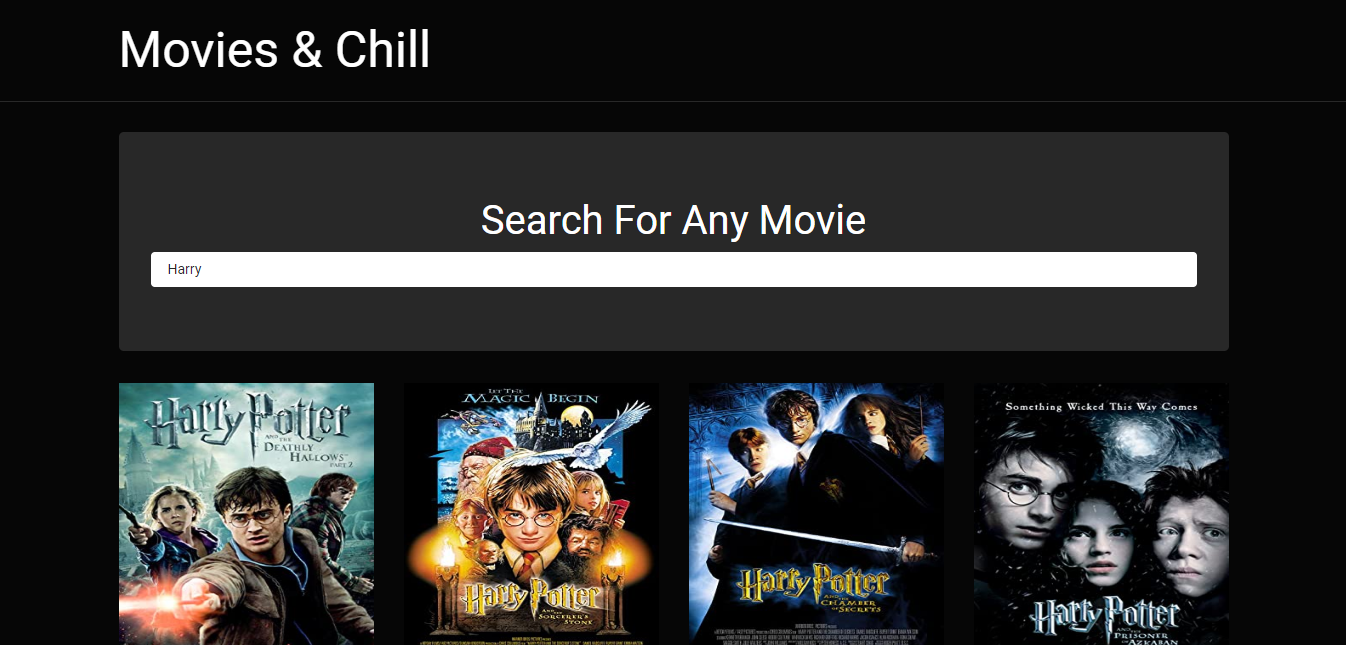 Movies & Chill
Search For Any Movie
Harry
Harry Potter
AND THE
DEATHLY
HALLOWS
PART 2
LET THE
MAGIC BEGIN
Harry Potter
AND THE
SORCERER'S
STONE
Harry Potter
AND THE
CHAMBER
OF SECRETS
Something Wicked This Way Comes
Harry Potter
AND THE
PRISONER
OF AZKABAN